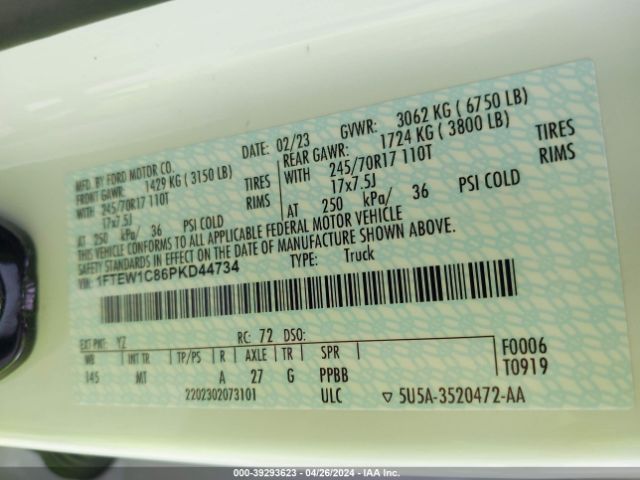 MFD. BY FORD MOTOR CO.
DATE: 02/23 GVWR: 3062 KG ( 6750 LB)
FRONT GAWR: 1429 KG ( 3150 LB)
REAR GAWR: 1724 KG ( 3800 LB)
WITH 245/70R17 110T TIRES
WITH 245/70R17 110T TIRES
17x7.5J RIMS
17x7.5J RIMS
AT 250 kPa/ 36 PSI COLD
AT 250 kPa/ 36 PSI COLD
THIS VEHICLE CONFORMS TO ALL APPLICABLE FEDERAL MOTOR VEHICLE
SAFETY STANDARDS IN EFFECT ON THE DATE OF MANUFACTURE SHOWN ABOVE.
VIN: 1FTEW1C86PKD44734 TYPE: Truck
EXT PNT: YZ RC: 72 DSO: F0006
WB INT TR TP/PS R AXLE TR SPR T0919
145 MT A 27 G PPBB
2202302073101 ULC 5U5A-3520472-AA
000-39293623 - 04/26/2024 - IAA Inc.